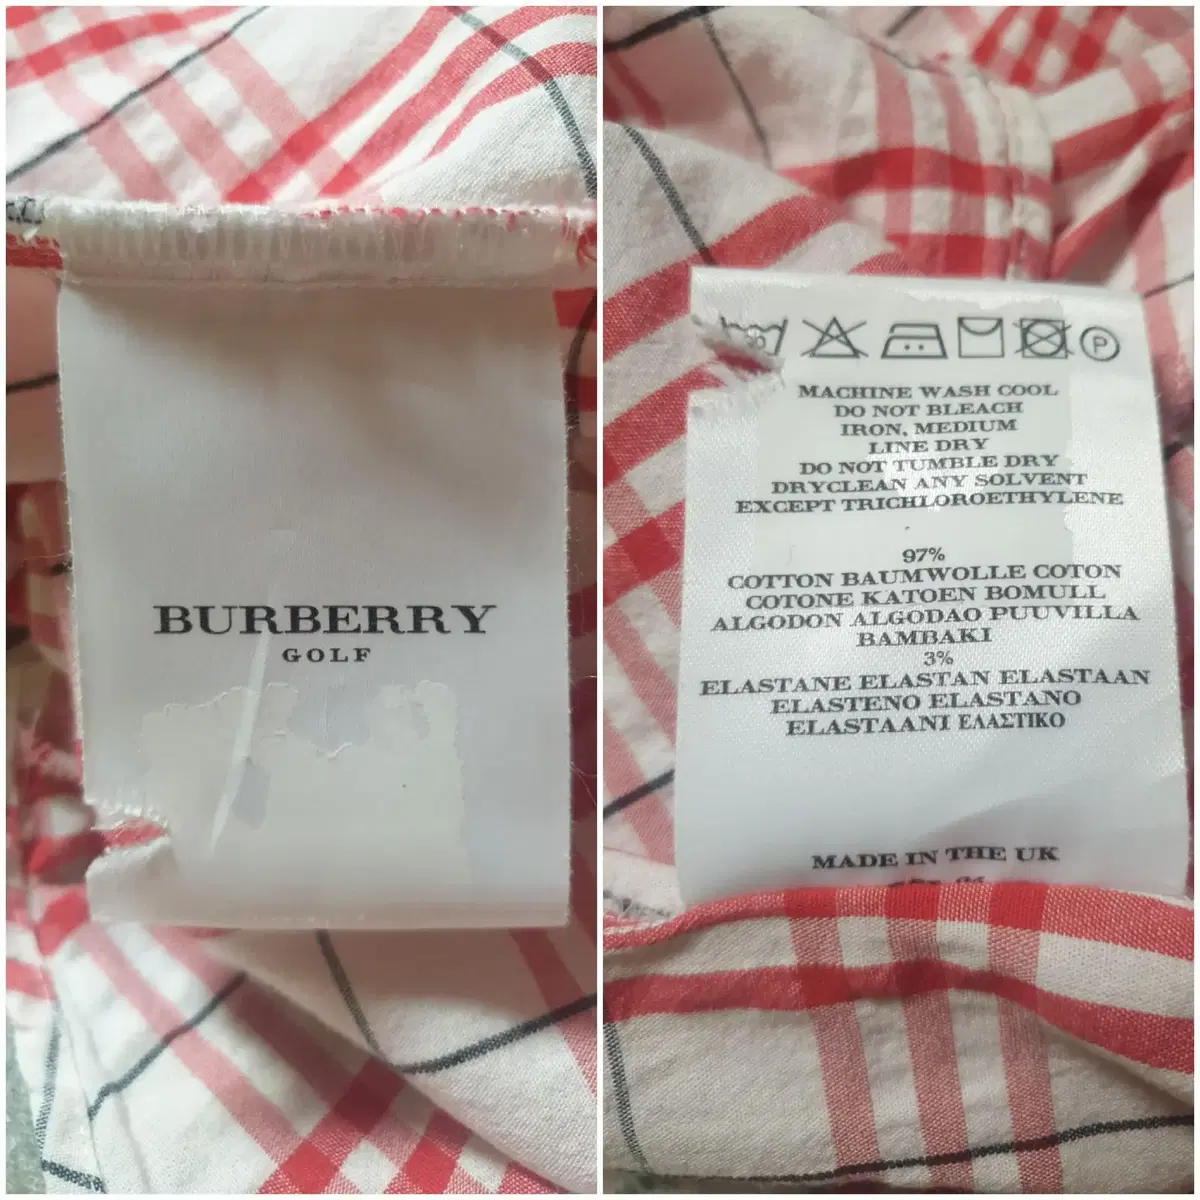 BURBERRY
GOLF
MACHINE WASH COOL
DO NOT BLEACH
IRON, MEDIUM
LINE DRY
DO NOT TUMBLE DRY
DRYCLEAN ANY SOLVENT
EXCEPT TRICHLOROETHYLENE
97%
COTTON BAUMWOLLE COTON
COTONE KATOEN BOMULL
ALGODON ALGODAO PUUVILLA
BAMBAKI
3%
ELASTANE ELASTAN ELASTAAN
ELASTENO ELASTANO
ELASTAANI ΕΛΑΣΤΙΚΟ
MADE IN THE UK